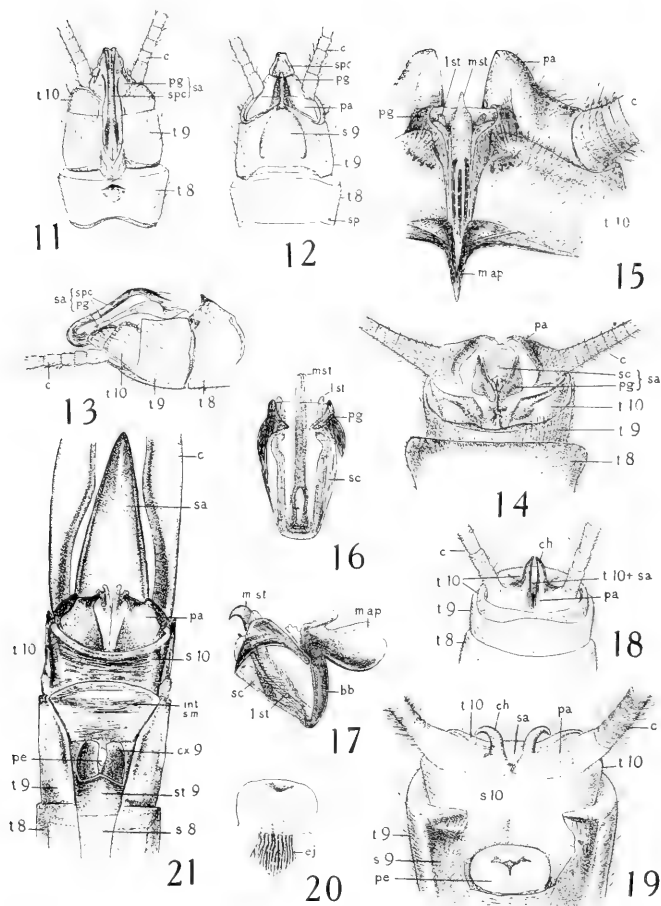 c
pg
spc
sa
t10
t9
t8
11
c
spc
pg
pa
s9
t9
t8
sp
12
lst mst
pa
pg
c
t10
map
15
sa
spc
pg
c
t10
t9
t8
13
pa
c
sc
pg
sa
t10
t9
t8
14
mst
lst
pg
sc
16
c
sa
pa
t10
s10
int
sm
pe
cx9
t9
st9
t8
s8
21
mst
map
sc
lst
bb
17
c
ch
t10
t10+sa
pa
t9
t8
18
ej
20
t10
ch
sa
pa
c
t10
s10
t9
s9
pe
19